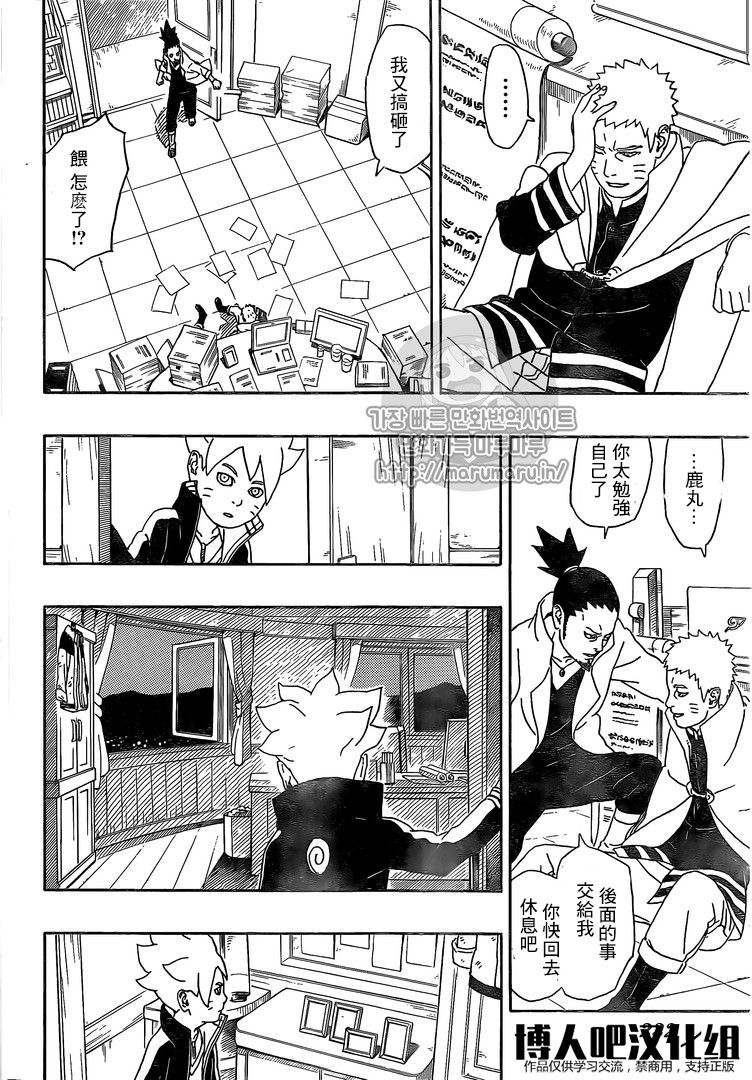 ……
我又搞砸了
餵 怎麽了!?
…鹿丸…
你太勉強
自己了
後面的事
交給我
你快回去
休息吧
가장 빠른 만화번역사이트
http://marumaru.in/
博人吧汉化组
作品仅供学习交流，禁商用，支持正版